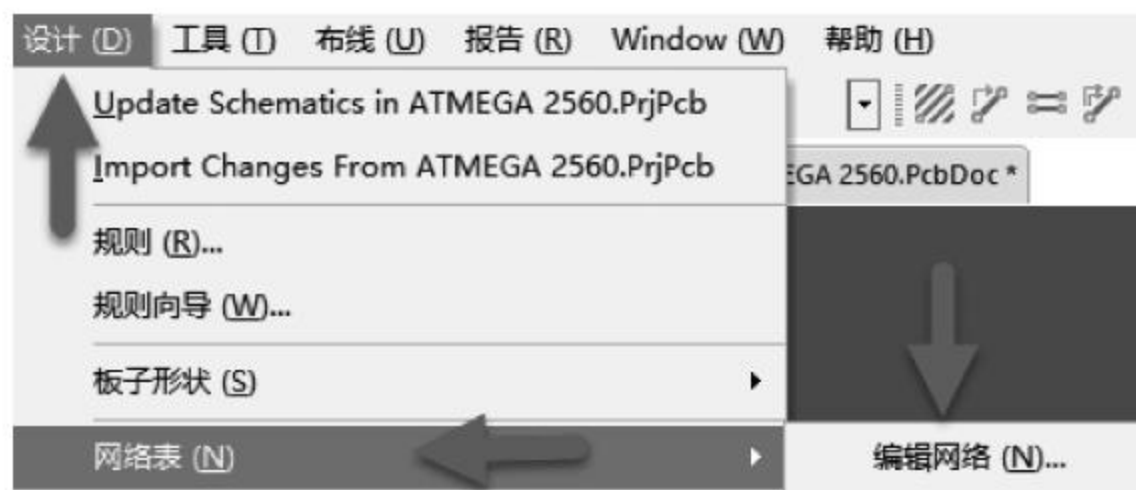 设计 (D) 工具 (T) 布线 (U) 报告 (R) Window (W) 帮助 (H)
Update Schematics in ATMEGA 2560.PrjPcb
Import Changes From ATMEGA 2560.PrjPcb
EGA 2560.PcbDoc *
规则 (R)...
规则向导 (W)...
板子形状 (S)
网络表 (N)
编辑网络 (N)...